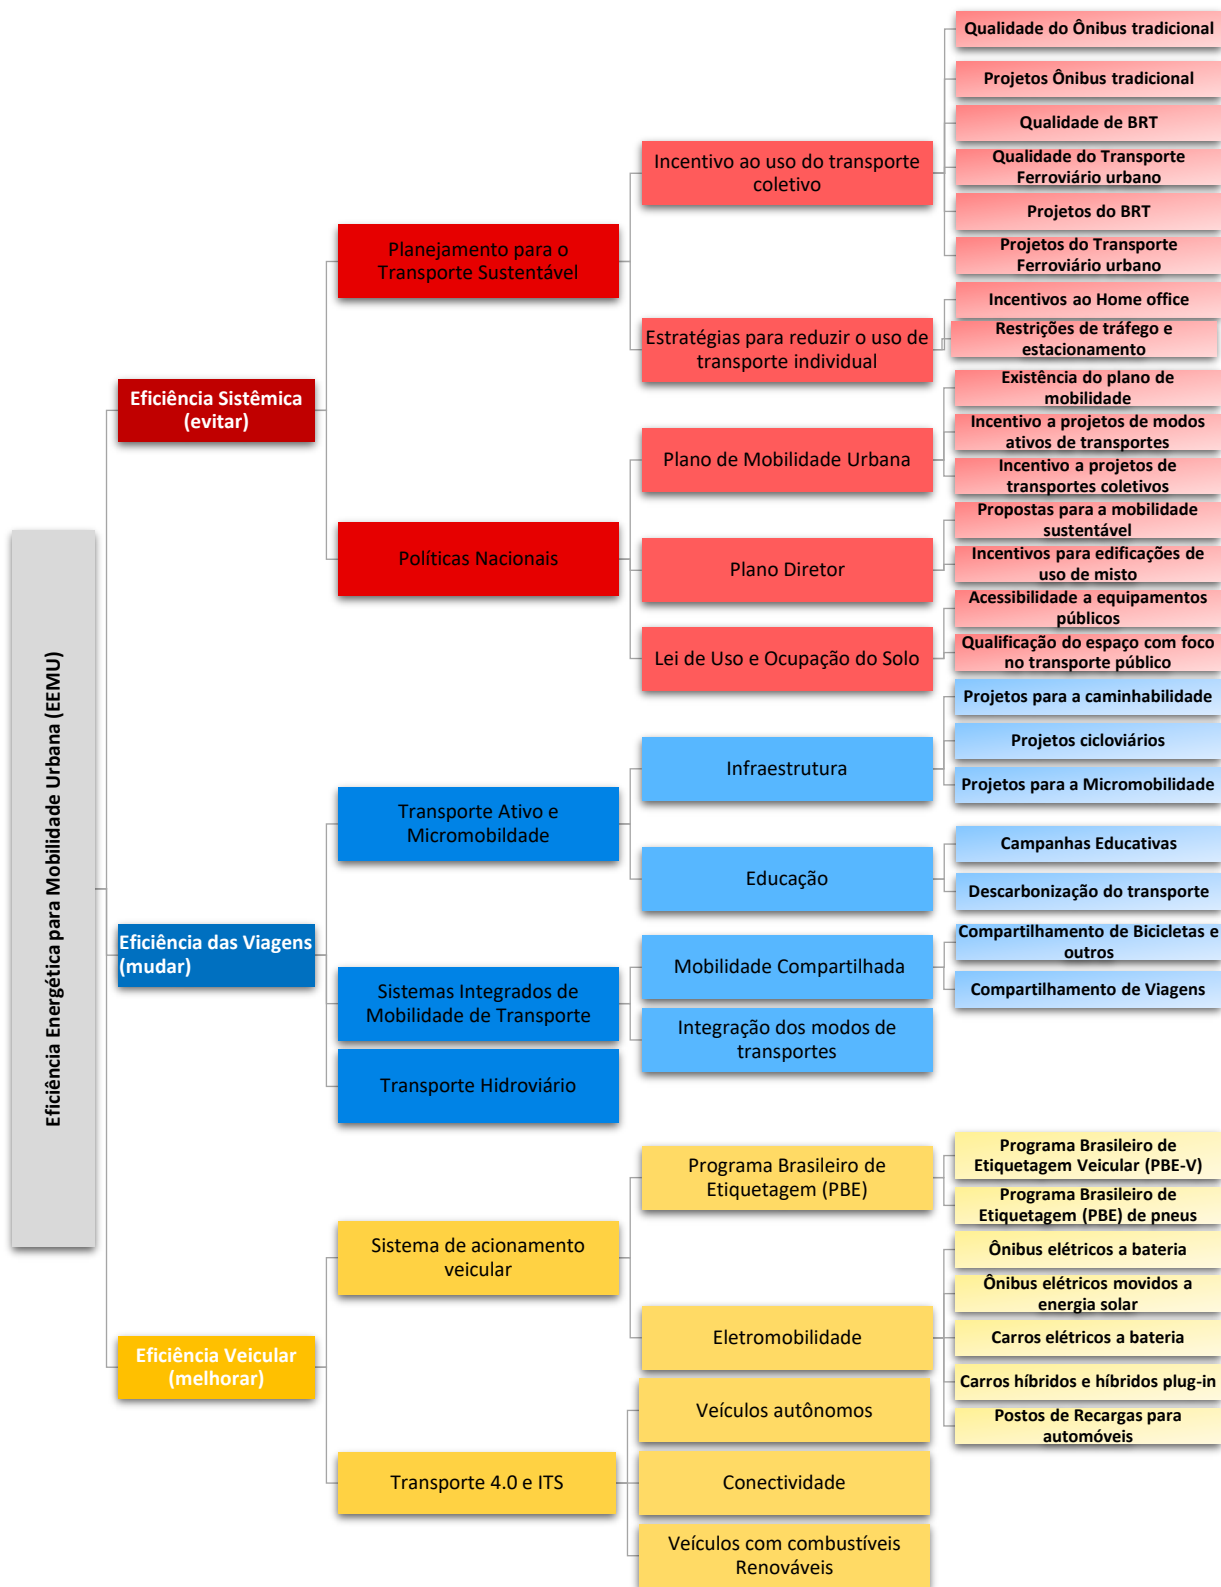 Eficiência Energética para Mobilidade Urbana (EEMU)
Eficiência Sistêmica
(evitar)
Planejamento para o
Transporte Sustentável
Incentivo ao uso do transporte
coletivo
Qualidade do Ônibus tradicional
Projetos Ônibus tradicional
Qualidade de BRT
Qualidade do Transporte
Ferroviário urbano
Projetos do BRT
Projetos do Transporte
Ferroviário urbano
Estratégias para reduzir o uso de
transporte individual
Incentivos ao Home office
Restrições de tráfego e
estacionamento
Políticas Nacionais
Plano de Mobilidade Urbana
Existência do plano de
mobilidade
Incentivo a projetos de modos
ativos de transportes
Incentivo a projetos de
transportes coletivos
Plano Diretor
Propostas para a mobilidade
sustentável
Incentivos para edificações de
uso de misto
Lei de Uso e Ocupação do Solo
Acessibilidade a equipamentos
públicos
Qualificação do espaço com foco
no transporte público
Eficiência das Viagens
(mudar)
Transporte Ativo e
Micromobildade
Infraestrutura
Projetos para a caminhabilidade
Projetos cicloviários
Projetos para a Micromobilidade
Educação
Campanhas Educativas
Descarbonização do transporte
Sistemas Integrados de
Mobilidade de Transporte
Mobilidade Compartilhada
Compartilhamento de Bicicletas e
outros
Compartilhamento de Viagens
Integração dos modos de
transportes
Transporte Hidroviário
Eficiência Veicular
(melhorar)
Sistema de acionamento
veicular
Programa Brasileiro de
Etiquetagem (PBE)
Programa Brasileiro de
Etiquetagem Veicular (PBE-V)
Programa Brasileiro de
Etiquetagem (PBE) de pneus
Eletromobilidade
Ônibus elétricos a bateria
Ônibus elétricos movidos a
energia solar
Carros elétricos a bateria
Carros híbridos e híbridos plug-in
Postos de Recargas para
automóveis
Transporte 4.0 e ITS
Veículos autônomos
Conectividade
Veículos com combustíveis
Renováveis